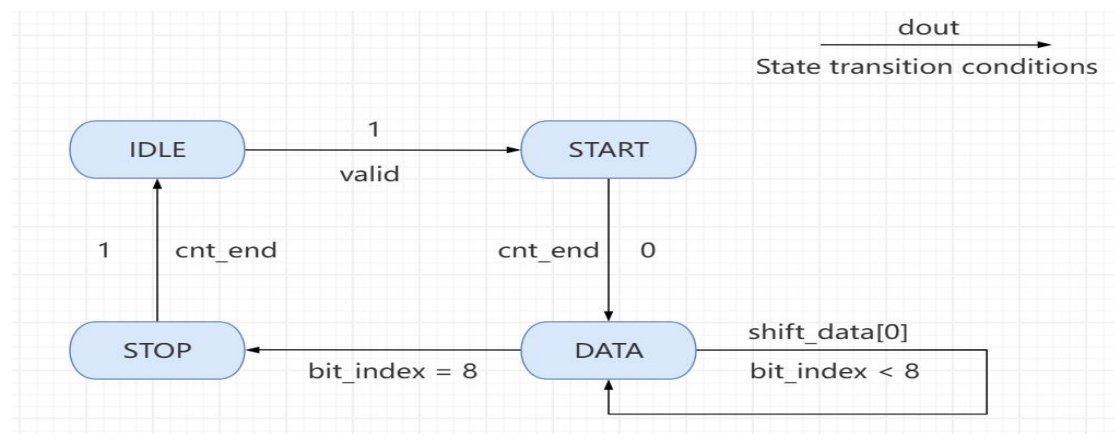 dout
State transition conditions
IDLE
1
valid
START
1
cnt_end
cnt_end
0
STOP
bit_index = 8
DATA
shift_data[0]
bit_index < 8